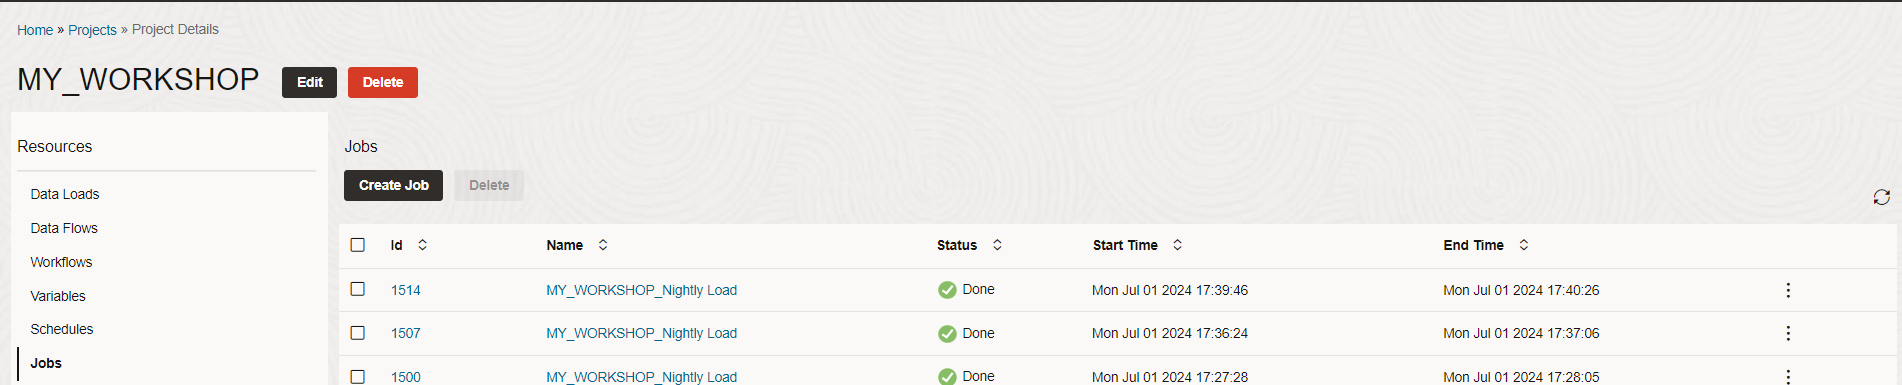 Home » Projects » Project Details
MY_WORKSHOP Edit Delete
Resources
Data Loads
Data Flows
Workflows
Variables
Schedules
Jobs
Jobs
Create Job Delete
Id Name Status Start Time End Time
1514 MY_WORKSHOP_Nightly Load Done Mon Jul 01 2024 17:39:46 Mon Jul 01 2024 17:40:26
1507 MY_WORKSHOP_Nightly Load Done Mon Jul 01 2024 17:36:24 Mon Jul 01 2024 17:37:06
1500 MY_WORKSHOP_Nightly Load Done Mon Jul 01 2024 17:27:28 Mon Jul 01 2024 17:28:05